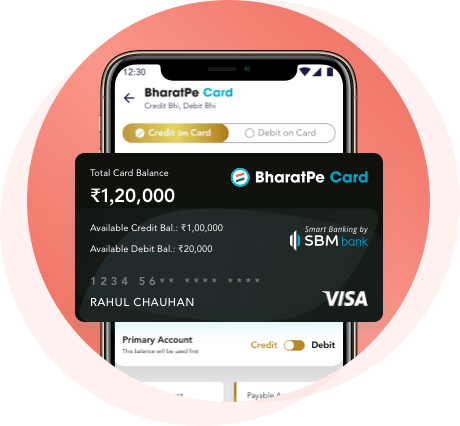 12:30
BharatPe Card
Credit Bhi, Debit Bhi
Credit on Card
Debit on Card
Total Card Balance
₹1,20,000
BharatPe Card
Available Credit Bal.: ₹1,00,000
Available Debit Bal.: ₹20,000
Smart Banking by
SBM bank
1234 56** **** ****
RAHUL CHAUHAN
VISA
Primary Account
This balance will be used first
Credit Debit
Payable